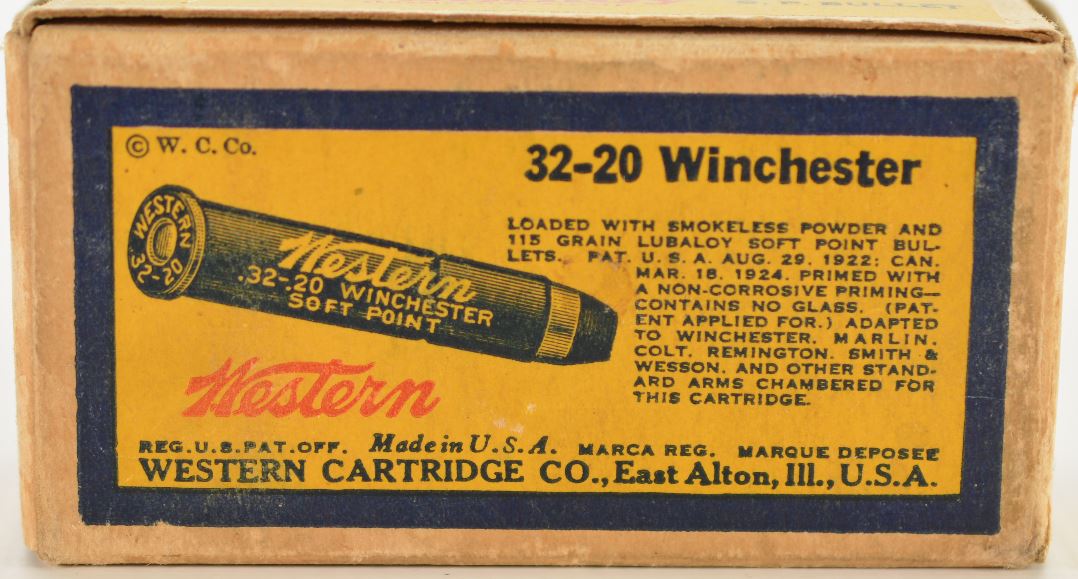 S. P. BULLET
© W. C. Co.
32-20 Winchester
WESTERN
32-20
Western
.32-.20 WINCHESTER
SOFT POINT
LOADED WITH SMOKELESS POWDER AND
115 GRAIN LUBALOY SOFT POINT BUL-
LETS. PAT. U. S. A. AUG. 29. 1922: CAN.
MAR. 18. 1924. PRIMED WITH
A NON-CORROSIVE PRIMING—
CONTAINS NO GLASS. (PAT-
ENT APPLIED FOR.) ADAPTED
TO WINCHESTER, MARLIN,
COLT, REMINGTON, SMITH &
WESSON, AND OTHER STAND-
ARD ARMS CHAMBERED FOR
THIS CARTRIDGE.
Western
REG.U.S.PAT.OFF. Made in U.S.A. MARCA REG. MARQUE DEPOSEE
WESTERN CARTRIDGE CO., East Alton, Ill., U.S.A.